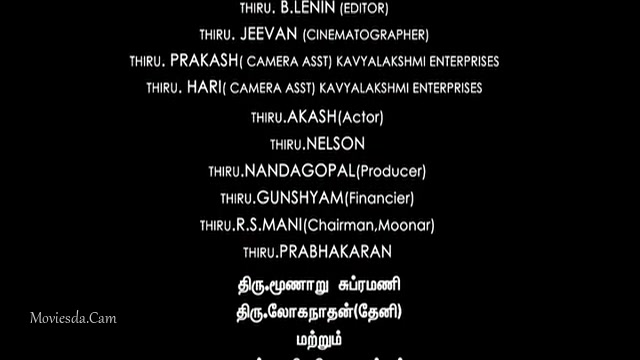 THIRU. B.LENIN (EDITOR)
THIRU. JEEVAN (CINEMATOGRAPHER)
THIRU. PRAKASH( CAMERA ASST) KAVYALAKSHMI ENTERPRISES
THIRU. HARI( CAMERA ASST) KAVYALAKSHMI ENTERPRISES
THIRU.AKASH(Actor)
THIRU.NELSON
THIRU.NANDAGOPAL(Producer)
THIRU.GUNSHYAM(Financier)
THIRU.R.S.MANI(Chairman,Moonar)
THIRU.PRABHAKARAN
திரு.மூணாறு சுப்ரமணி
திரு.லோகநாதன்(தேனி)
Moviesda.Cam
மற்றும்